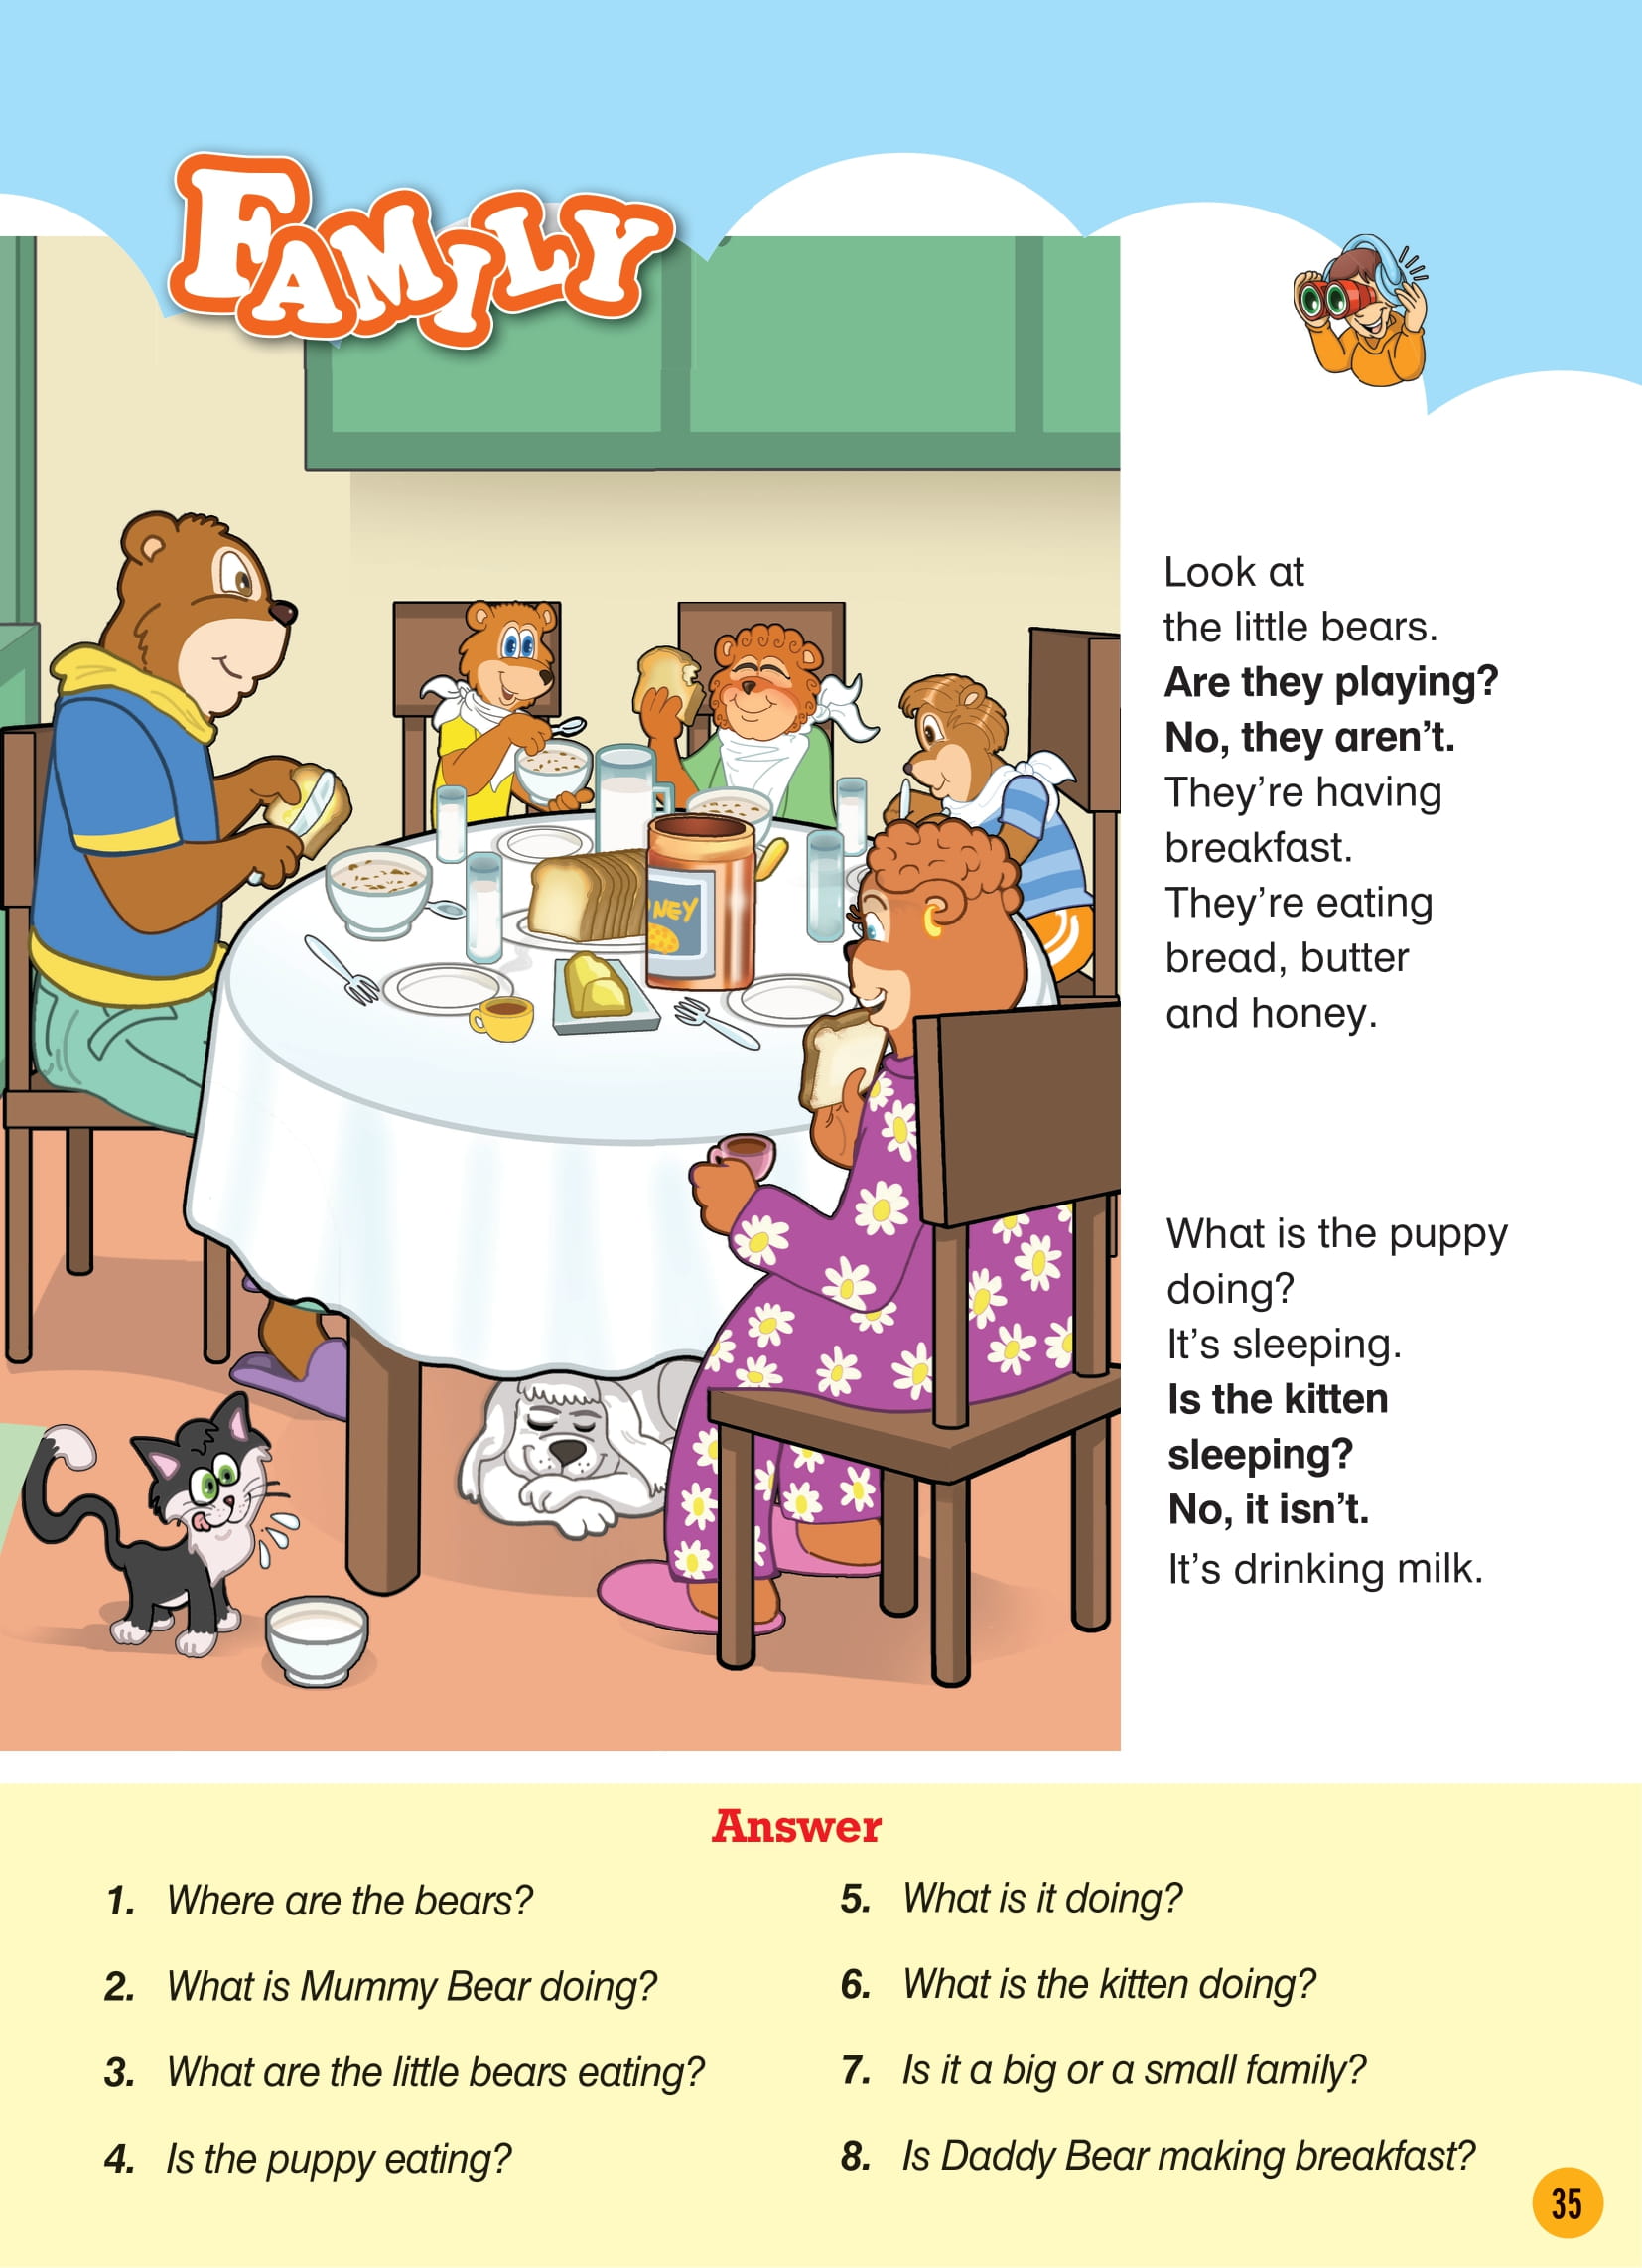 FAMILY
Look at
the little bears.
Are they playing?
No, they aren't.
They're having
breakfast.
They're eating
bread, butter
and honey.
NEY
What is the puppy
doing?
It's sleeping.
Is the kitten
sleeping?
No, it isn't.
It's drinking milk.
Answer
1. Where are the bears?
2. What is Mummy Bear doing?
3. What are the little bears eating?
4. Is the puppy eating?
5. What is it doing?
6. What is the kitten doing?
7. Is it a big or a small family?
8. Is Daddy Bear making breakfast?
35